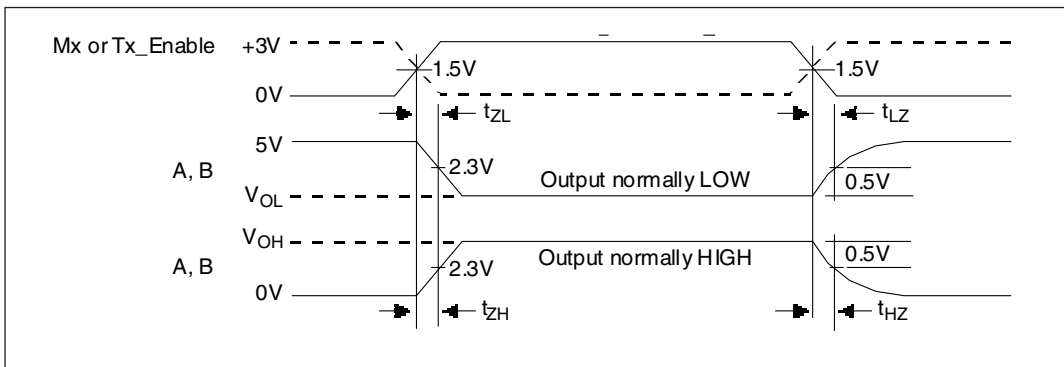 Mx or Tx_Enable
+3V
1.5V
1.5V
0V
tZL
tLZ
5V
2.3V
A, B
Output normally LOW
0.5V
VOL
VOH
A, B
2.3V
Output normally HIGH
0.5V
0V
tZH
tHZ